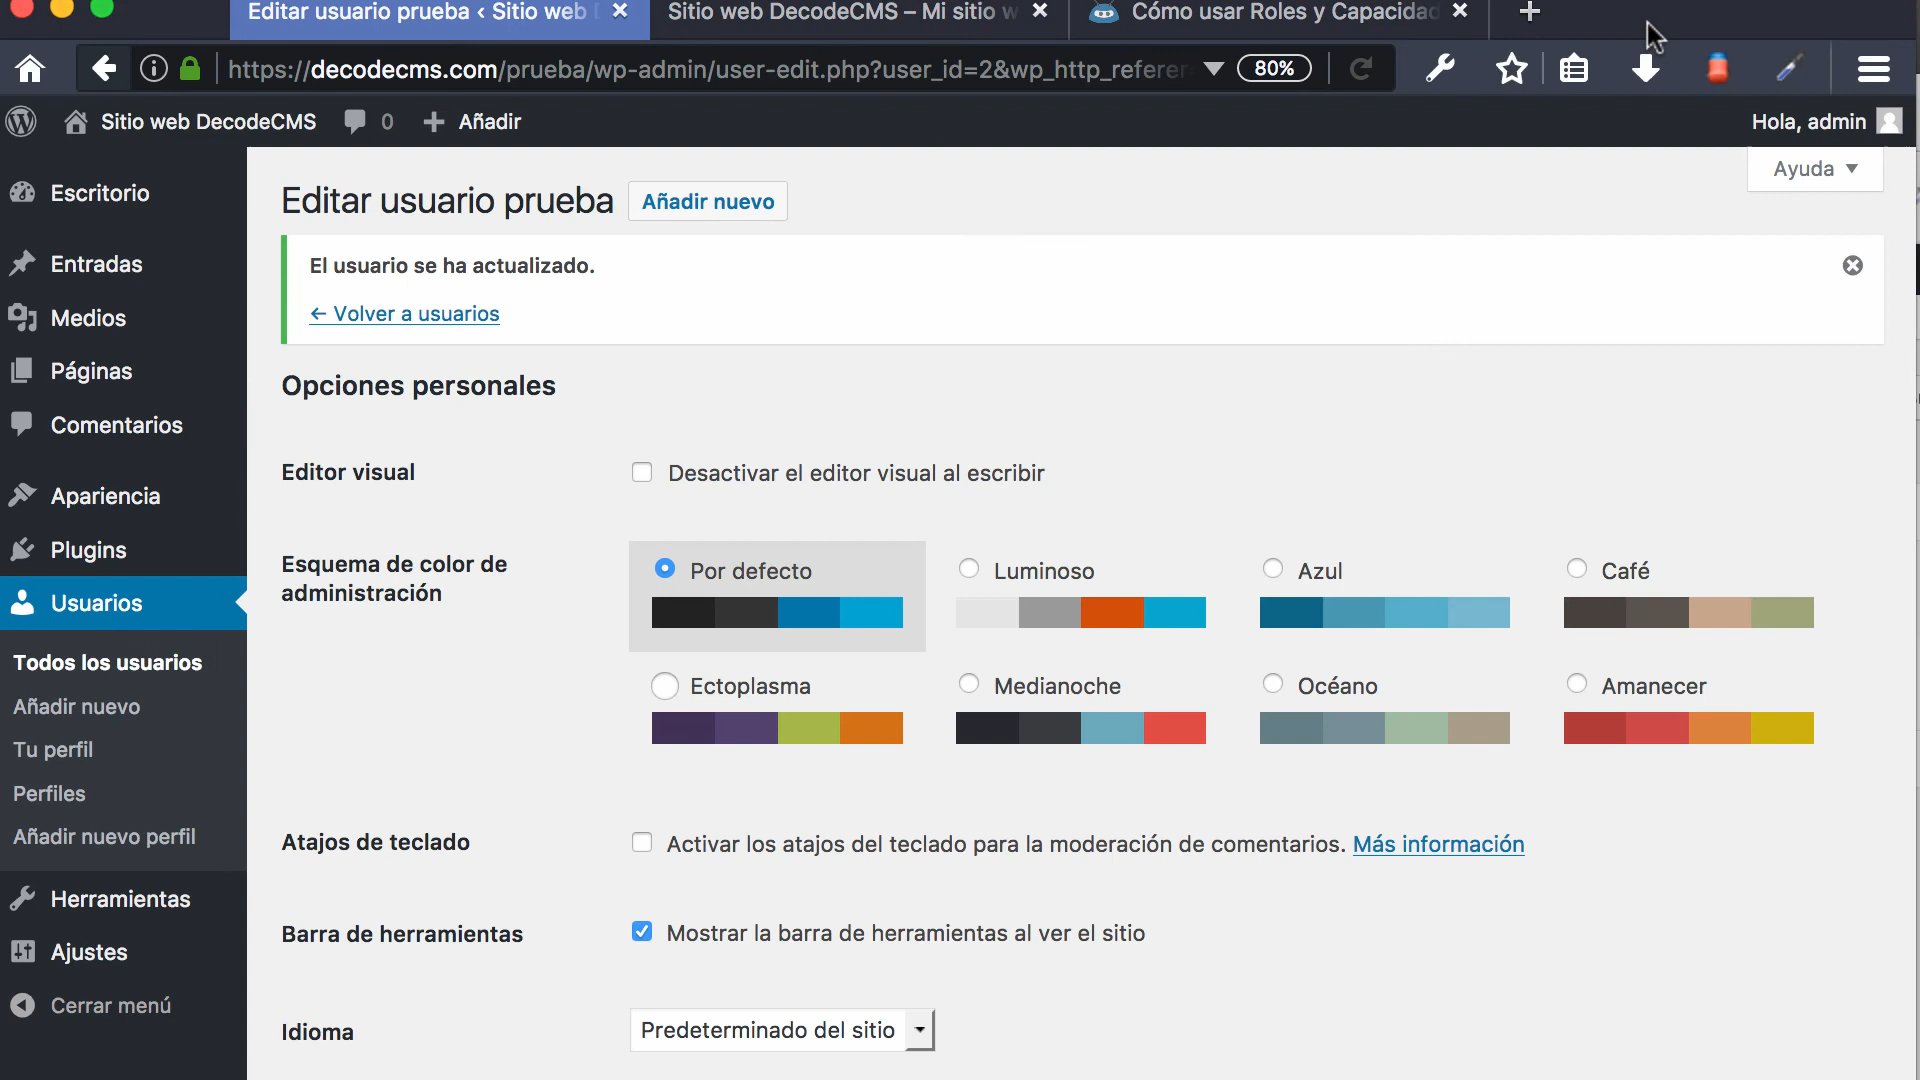 Editar usuario prueba ‹ Sitio web
Sitio web DecodeCMS – Mi sitio w
Cómo usar Roles y Capacidad
https://decodecms.com/prueba/wp-admin/user-edit.php?user_id=2&wp_http_referer
80%
Sitio web DecodeCMS
0
Añadir
Hola, admin
Ayuda
Escritorio
Entradas
Medios
Páginas
Comentarios
Apariencia
Plugins
Usuarios
Todos los usuarios
Añadir nuevo
Tu perfil
Perfiles
Añadir nuevo perfil
Herramientas
Ajustes
Cerrar menú
Editar usuario prueba
Añadir nuevo
El usuario se ha actualizado.
← Volver a usuarios
Opciones personales
Editor visual
Desactivar el editor visual al escribir
Esquema de color de
administración
Por defecto
Luminoso
Azul
Café
Ectoplasma
Medianoche
Océano
Amanecer
Atajos de teclado
Activar los atajos del teclado para la moderación de comentarios. Más información
Barra de herramientas
Mostrar la barra de herramientas al ver el sitio
Idioma
Predeterminado del sitio